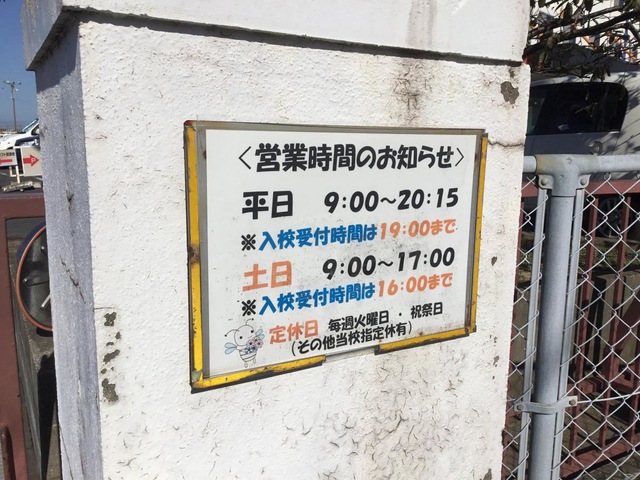 〈営業時間のお知らせ〉
平日 9:00～20:15
※入校受付時間は19:00まで
土日 9:00～17:00
※入校受付時間は16:00まで
定休日 毎週火曜日・祝祭日
(その他当校指定休有)